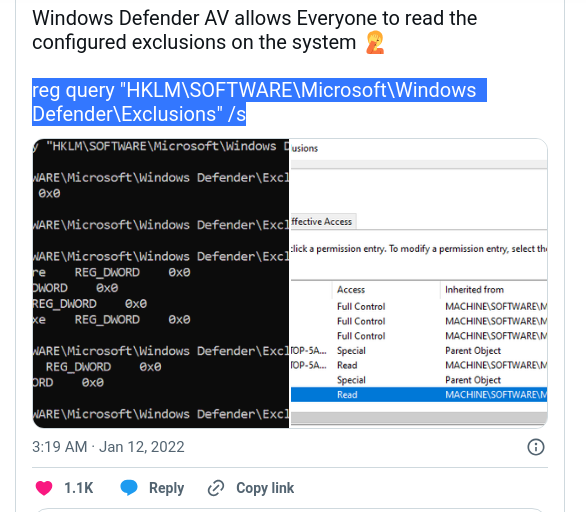 Windows Defender AV allows Everyone to read the
configured exclusions on the system
reg query "HKLM\SOFTWARE\Microsoft\Windows
Defender\Exclusions" /s
"HKLM\SOFTWARE\Microsoft\Windows
WARE\Microsoft\Windows Defender\Excl
0x0
WARE\Microsoft\Windows Defender\Excl
WARE\Microsoft\Windows Defender\Excl
re REG_DWORD 0x0
DWORD 0x0
REG_DWORD 0x0
xe REG_DWORD 0x0
WARE\Microsoft\Windows Defender\Excl
REG_DWORD 0x0
ORD 0x0
WARE\Microsoft\Windows Defender\Excl
usions
ffective Access
click a permission entry. To modify a permission entry, select the
Access Inherited from
Full Control MACHINE\SOFTWARE\M
Full Control MACHINE\SOFTWARE\M
Full Control MACHINE\SOFTWARE\M
TOP-5A... Special Parent Object
TOP-5A... Read MACHINE\SOFTWARE\M
Special Parent Object
Read MACHINE\SOFTWARE\M
3:19 AM · Jan 12, 2022
1.1K Reply Copy link